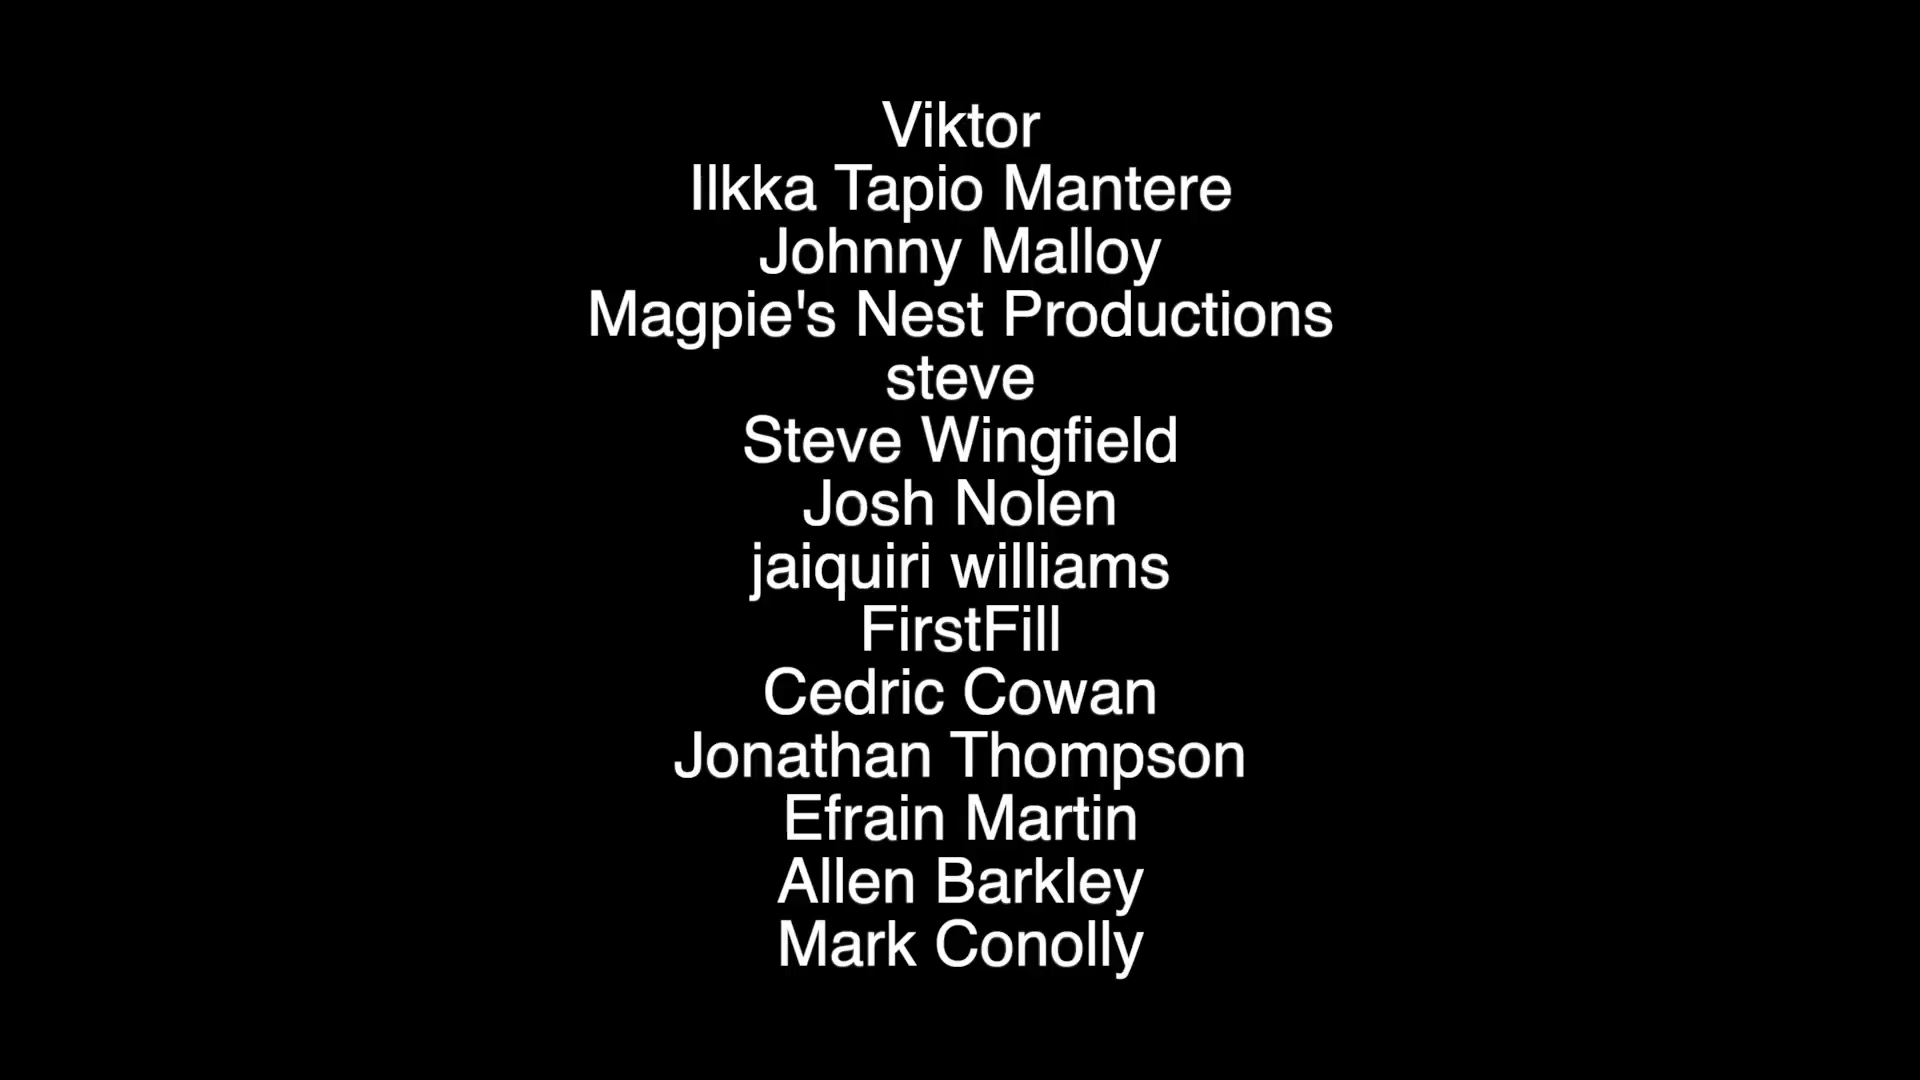 Viktor
Ilkka Tapio Mantere
Johnny Malloy
Magpie's Nest Productions
steve
Steve Wingfield
Josh Nolen
jaiquiri williams
FirstFill
Cedric Cowan
Jonathan Thompson
Efrain Martin
Allen Barkley
Mark Conolly